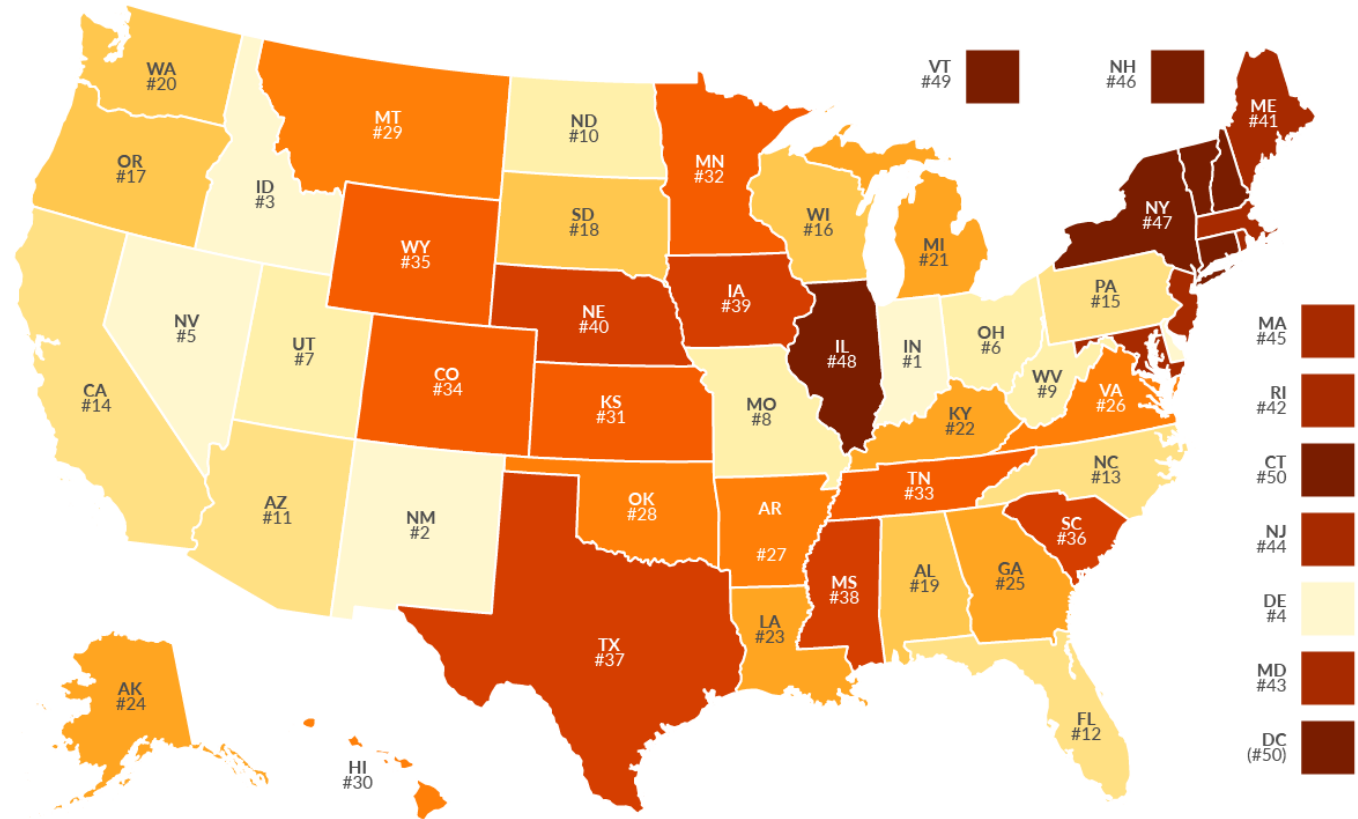 VT
#49
NH
#46
WA
#20
MT
#29
ND
#10
MN
#32
ME
#41
OR
#17
ID
#3
SD
#18
WI
#16
MI
#21
NY
#47
WY
#35
IA
#39
PA
#15
NE
#40
NV
#5
UT
#7
IL
#48
IN
#1
OH
#6
MA
#45
CA
#14
CO
#34
KS
#31
MO
#8
WV
#9
VA
#26
RI
#42
KY
#22
CT
#50
AZ
#11
NM
#2
OK
#28
AR
#27
TN
#33
NC
#13
SC
#36
NJ
#44
MS
#38
AL
#19
GA
#25
DE
#4
LA
#23
TX
#37
MD
#43
AK
#24
FL
#12
DC
(#50)
HI
#30